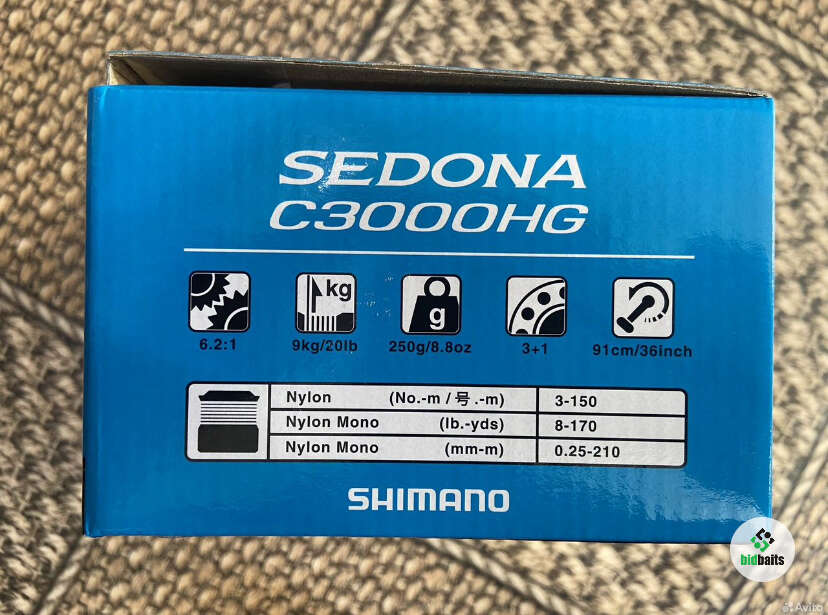 SEDONA
C3000HG
kg
g
6.2:1 9kg/20lb 250g/8.8oz 3+1 91cm/36inch
Nylon (No.-m / 号.-m) 3-150
Nylon Mono (lb.-yds) 8-170
Nylon Mono (mm-m) 0.25-210
SHIMANO
bidbaits
Avito